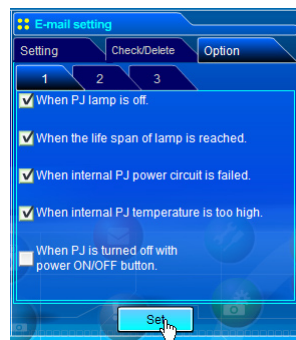 E-mail setting
Setting Check/Delete Option
1 2 3
When PJ lamp is off.
When the life span of lamp is reached.
When internal PJ power circuit is failed.
When internal PJ temperature is too high.
When PJ is turned off with
power ON/OFF button.
Set